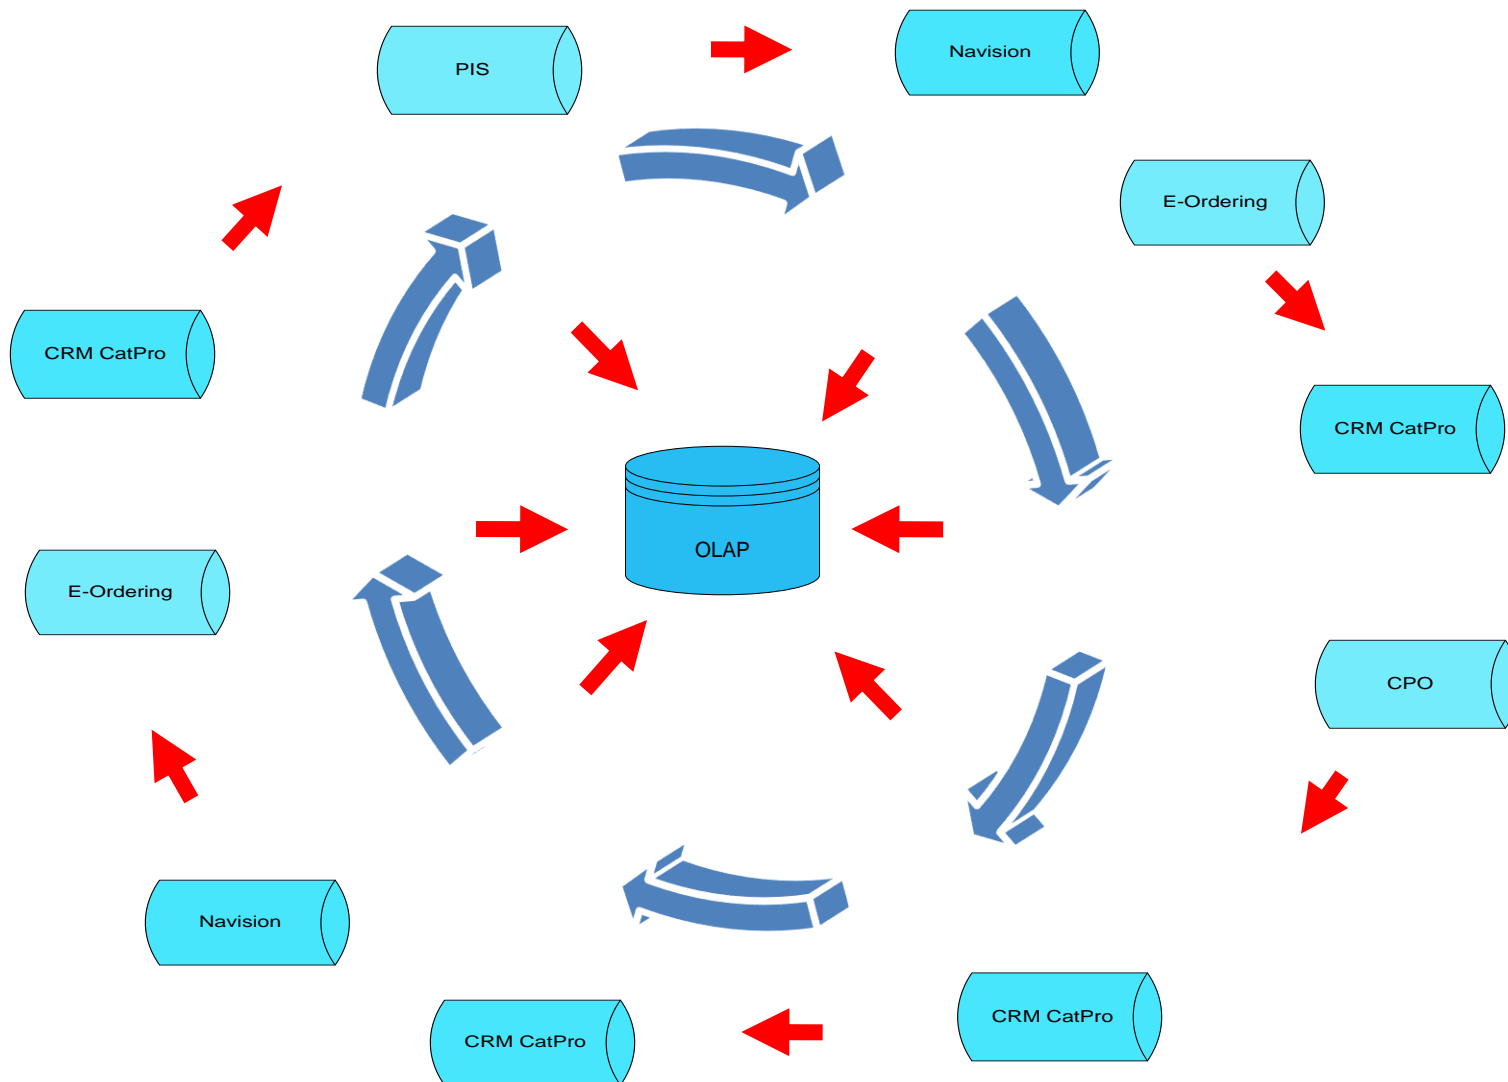 Navision
PIS
E-Ordering
CRM CatPro
CRM CatPro
OLAP
E-Ordering
CPO
Navision
CRM CatPro
CRM CatPro